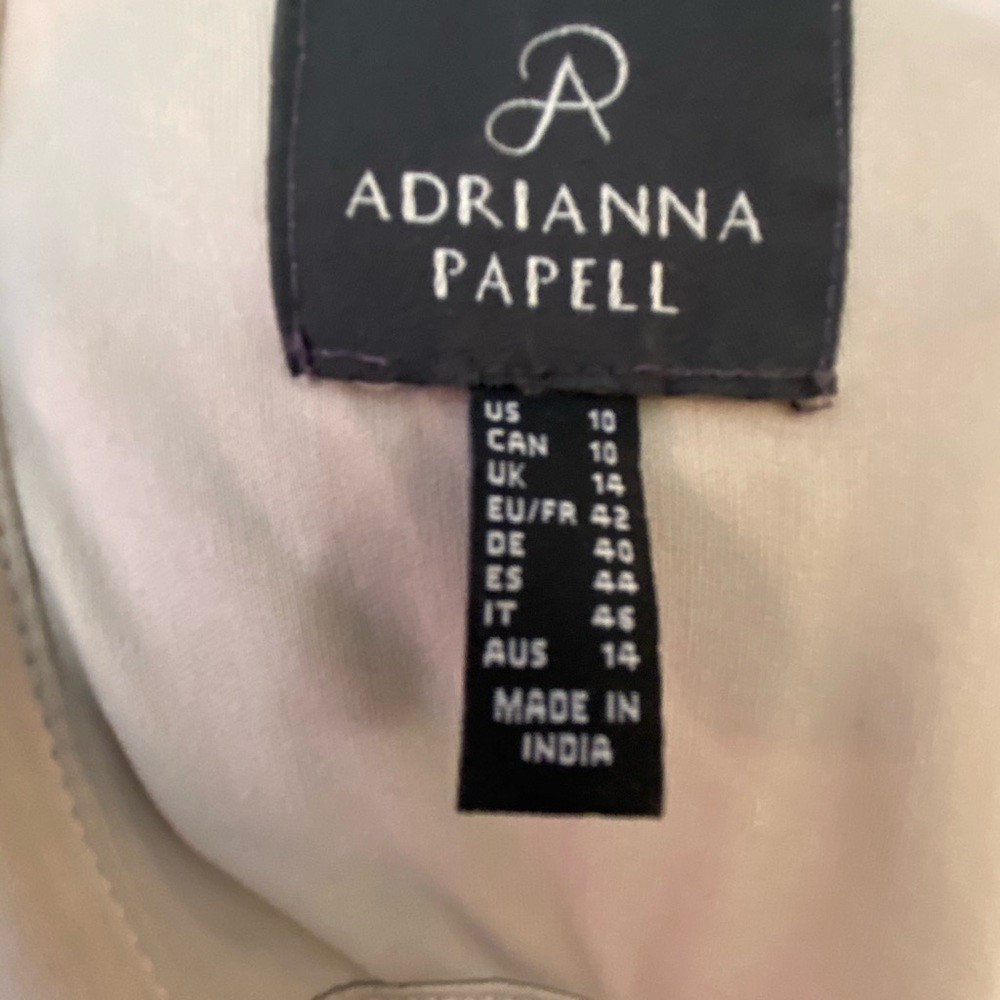 ADRIANNA
PAPELL
US 10
CAN 10
UK 14
EU/FR 42
DE 40
ES 44
IT 46
AUS 14
MADE IN
INDIA